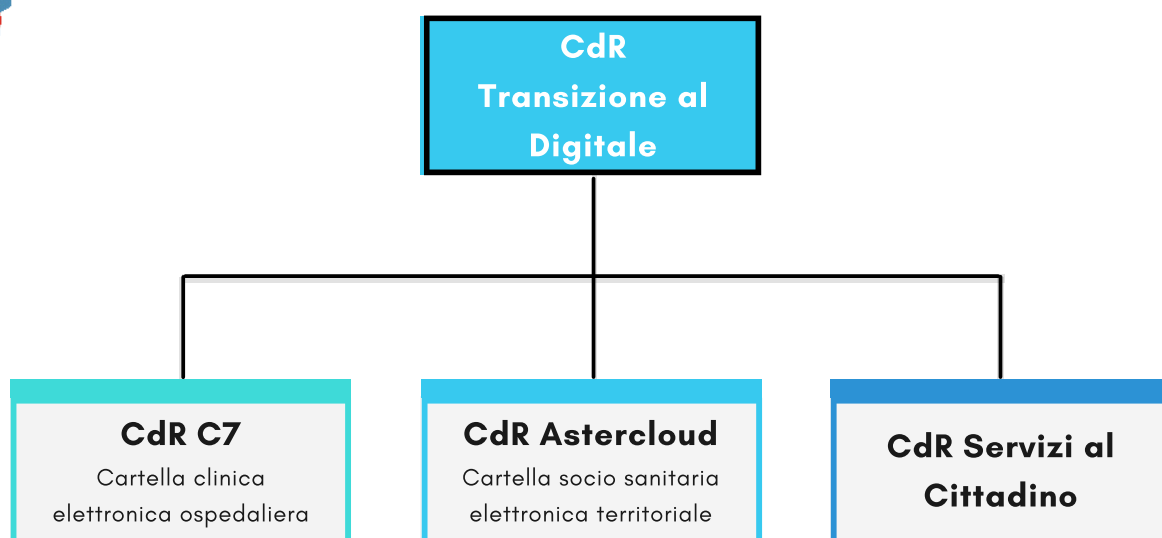 CdR
Transizione al
Digitale
CdR C7
Cartella clinica
elettronica ospedaliera
CdR Astercloud
Cartella socio sanitaria
elettronica territoriale
CdR Servizi al
Cittadino